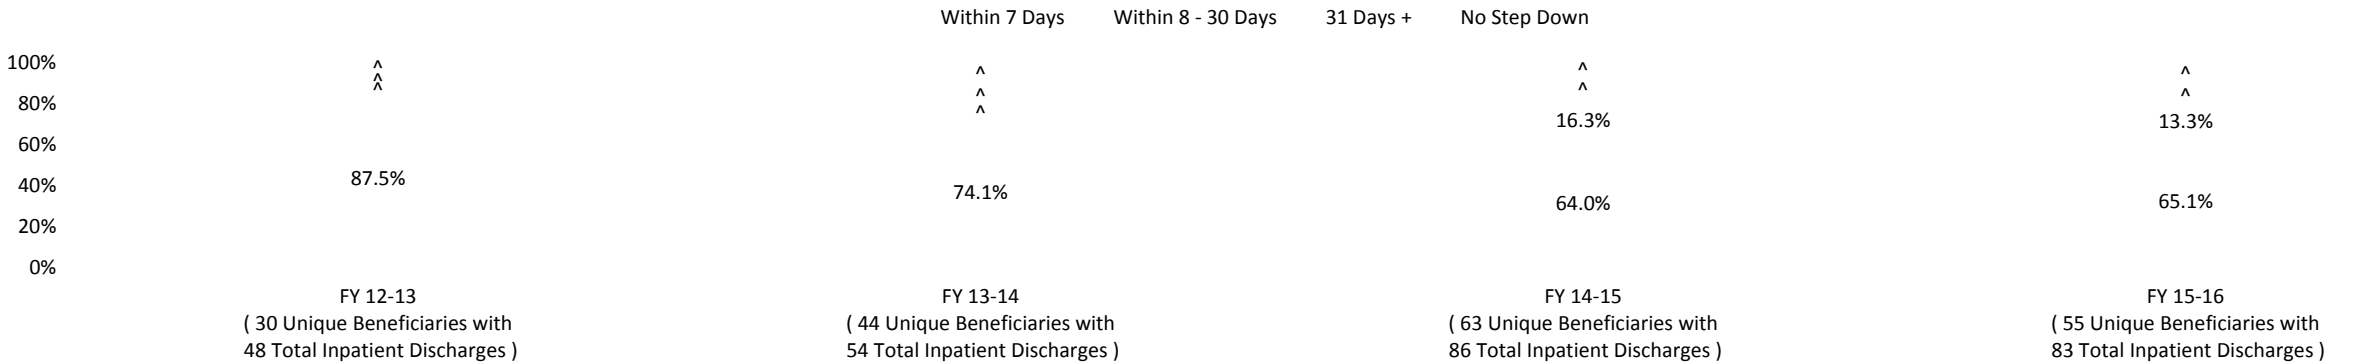 Within 7 Days Within 8 - 30 Days 31 Days + No Step Down
100%
80%
60%
40%
20%
0%
^
^
^
87.5%
^
^
^
74.1%
^
^
16.3%
64.0%
^
^
13.3%
65.1%
FY 12-13
( 30 Unique Beneficiaries with
48 Total Inpatient Discharges )
FY 13-14
( 44 Unique Beneficiaries with
54 Total Inpatient Discharges )
FY 14-15
( 63 Unique Beneficiaries with
86 Total Inpatient Discharges )
FY 15-16
( 55 Unique Beneficiaries with
83 Total Inpatient Discharges )